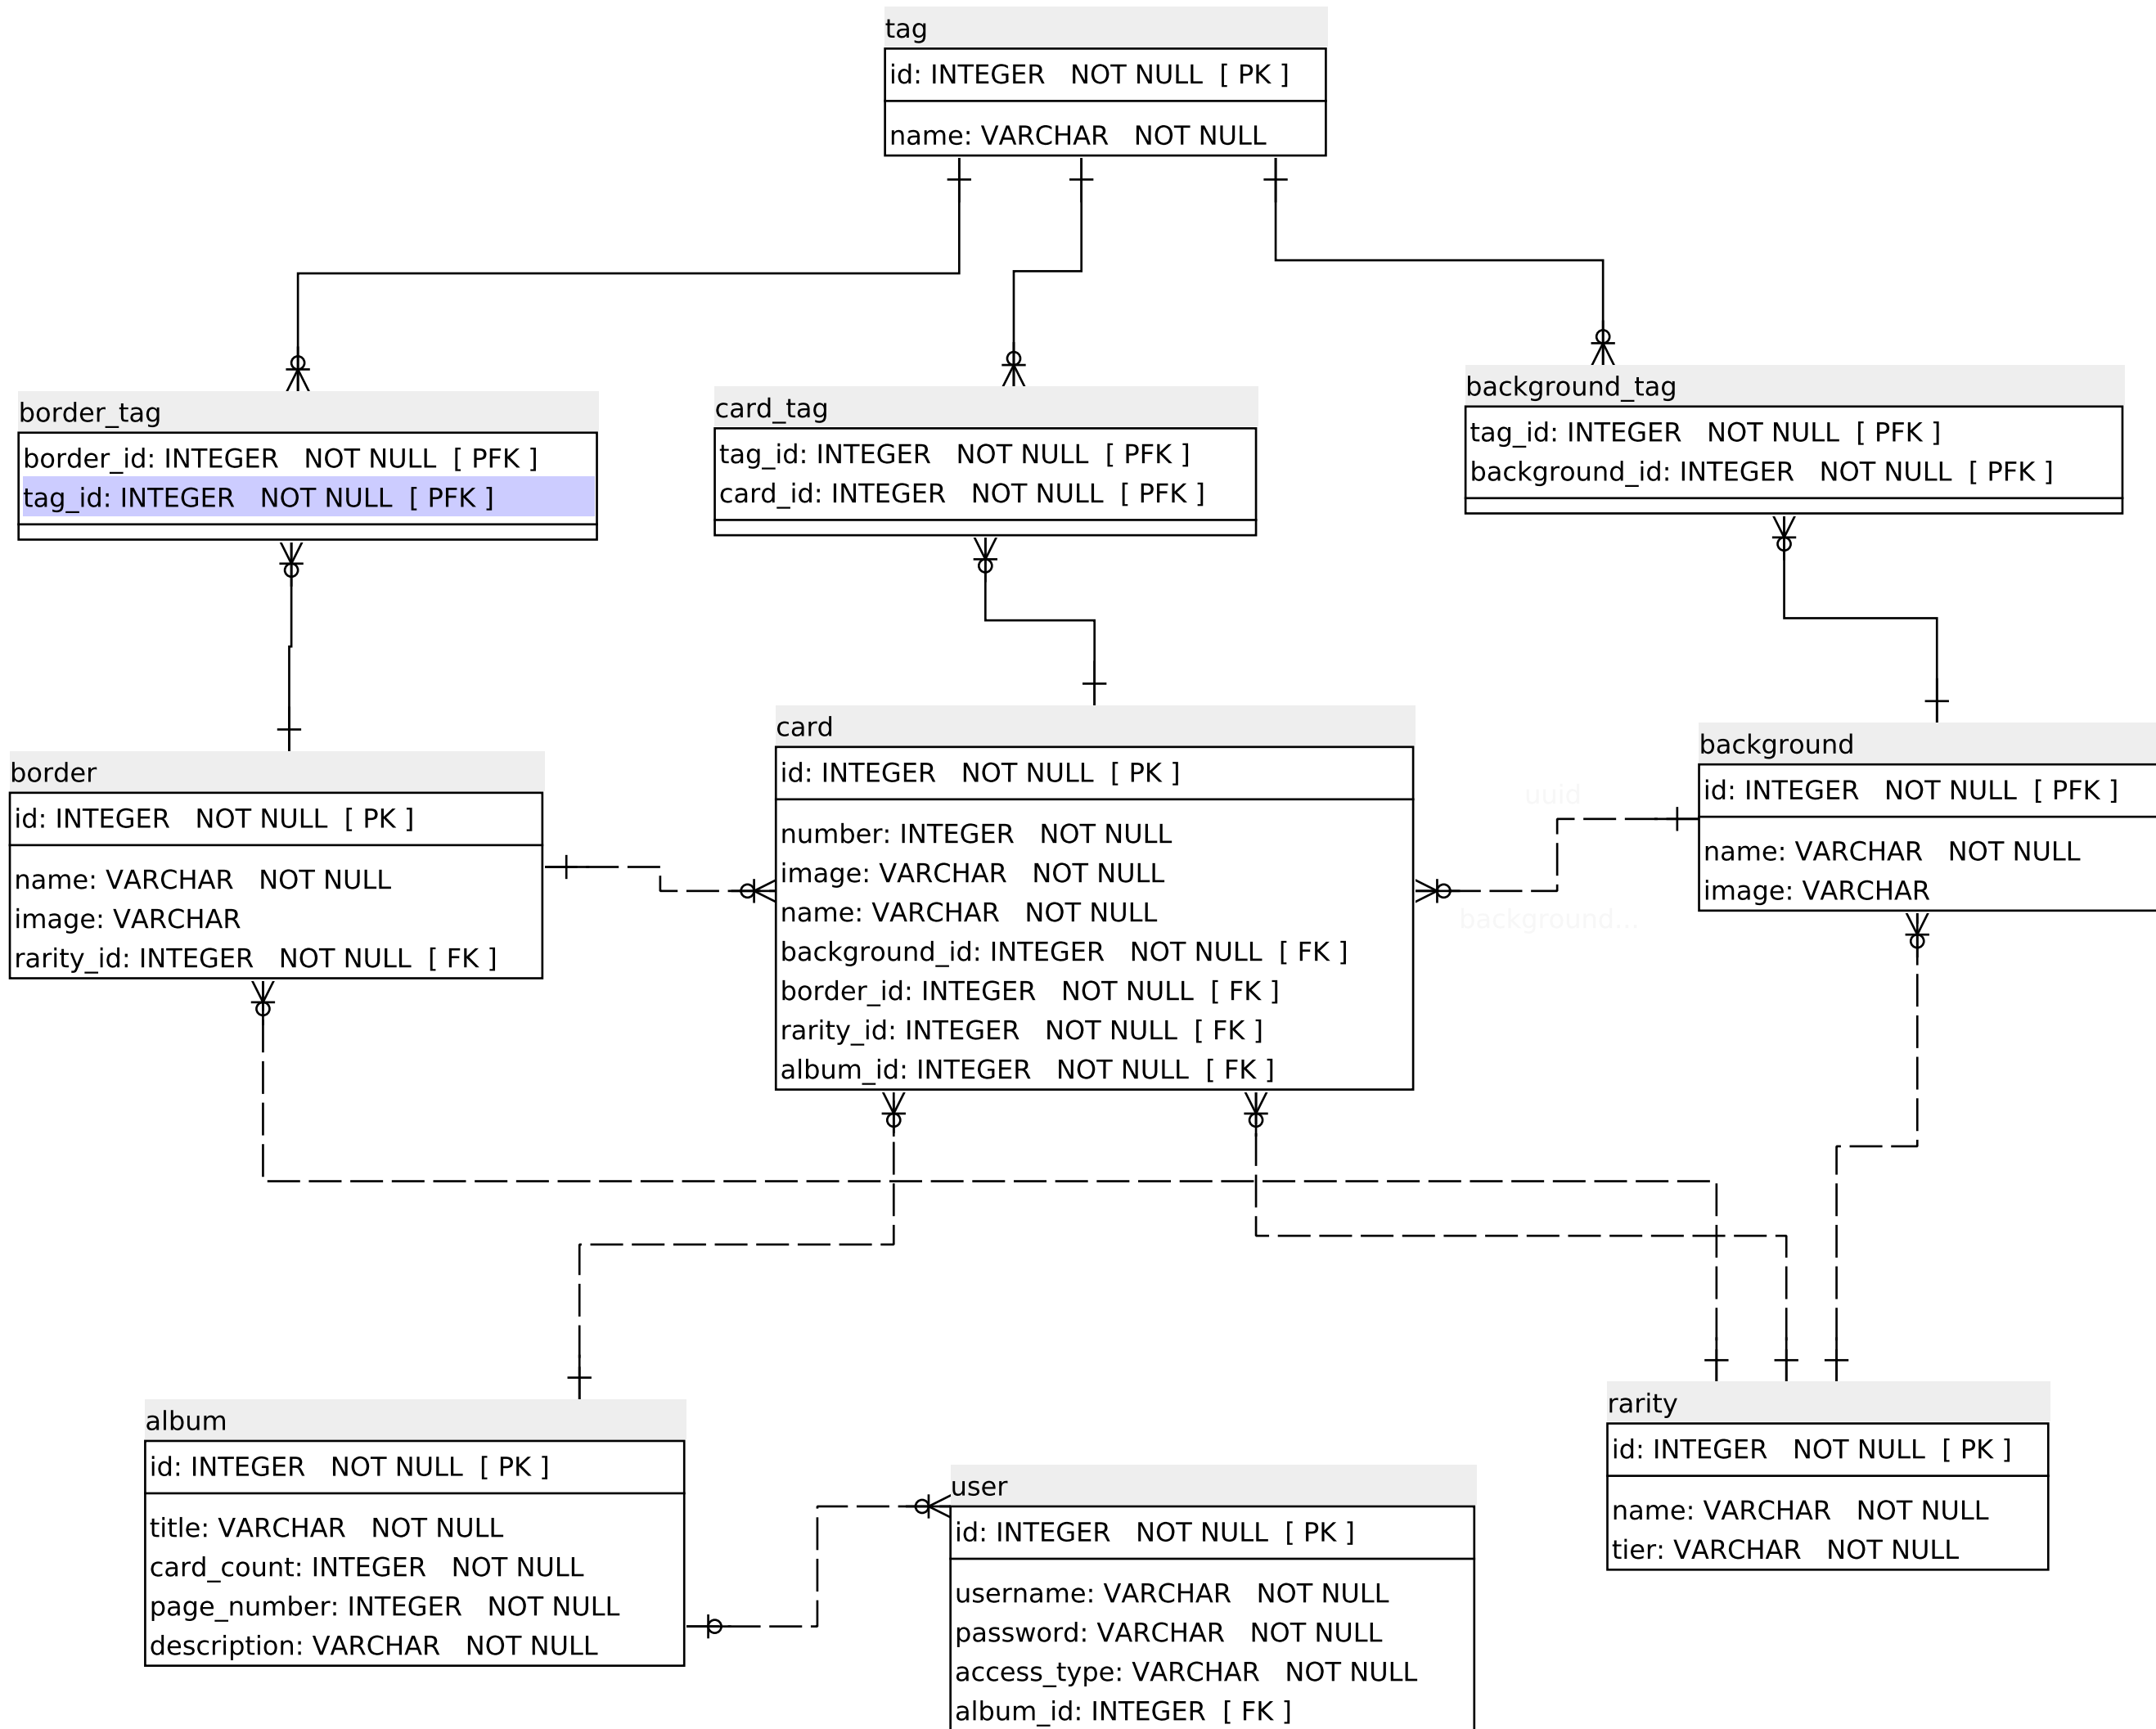 tag
id: INTEGER NOT NULL [ PK ]
name: VARCHAR NOT NULL
border_tag
border_id: INTEGER NOT NULL [ PFK ]
tag_id: INTEGER NOT NULL [ PFK ]
card_tag
tag_id: INTEGER NOT NULL [ PFK ]
card_id: INTEGER NOT NULL [ PFK ]
background_tag
tag_id: INTEGER NOT NULL [ PFK ]
background_id: INTEGER NOT NULL [ PFK ]
border
id: INTEGER NOT NULL [ PK ]
name: VARCHAR NOT NULL
image: VARCHAR
rarity_id: INTEGER NOT NULL [ FK ]
card
id: INTEGER NOT NULL [ PK ]
number: INTEGER NOT NULL
image: VARCHAR NOT NULL
name: VARCHAR NOT NULL
background_id: INTEGER NOT NULL [ FK ]
border_id: INTEGER NOT NULL [ FK ]
rarity_id: INTEGER NOT NULL [ FK ]
album_id: INTEGER NOT NULL [ FK ]
uuid
background...
background
id: INTEGER NOT NULL [ PFK ]
name: VARCHAR NOT NULL
image: VARCHAR
album
id: INTEGER NOT NULL [ PK ]
title: VARCHAR NOT NULL
card_count: INTEGER NOT NULL
page_number: INTEGER NOT NULL
description: VARCHAR NOT NULL
user
id: INTEGER NOT NULL [ PK ]
username: VARCHAR NOT NULL
password: VARCHAR NOT NULL
access_type: VARCHAR NOT NULL
album_id: INTEGER [ FK ]
rarity
id: INTEGER NOT NULL [ PK ]
name: VARCHAR NOT NULL
tier: VARCHAR NOT NULL